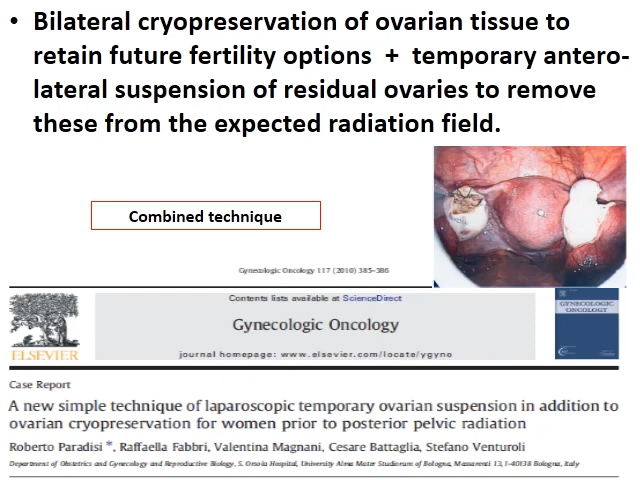 • Bilateral cryopreservation of ovarian tissue to
retain future fertility options + temporary antero-
lateral suspension of residual ovaries to remove
these from the expected radiation field.
Combined technique
Gynecologic Oncology 117 (2010) 385–386
Contents lists available at ScienceDirect
Gynecologic Oncology
journal homepage: www.elsevier.com/locate/ygyno
ELSEVIER
GYNECOLOGIC
ONCOLOGY
Case Report
A new simple technique of laparoscopic temporary ovarian suspension in addition to
ovarian cryopreservation for women prior to posterior pelvic radiation
Roberto Paradisi *, Raffaella Fabbri, Valentina Magnani, Cesare Battaglia, Stefano Venturoli
Department of Obstetrics and Gynecology and Reproductive Biology, S. Orsola Hospital, University Alma Mater Studiorum of Bologna, Massarenti 13, I-40138 Bologna, Italy